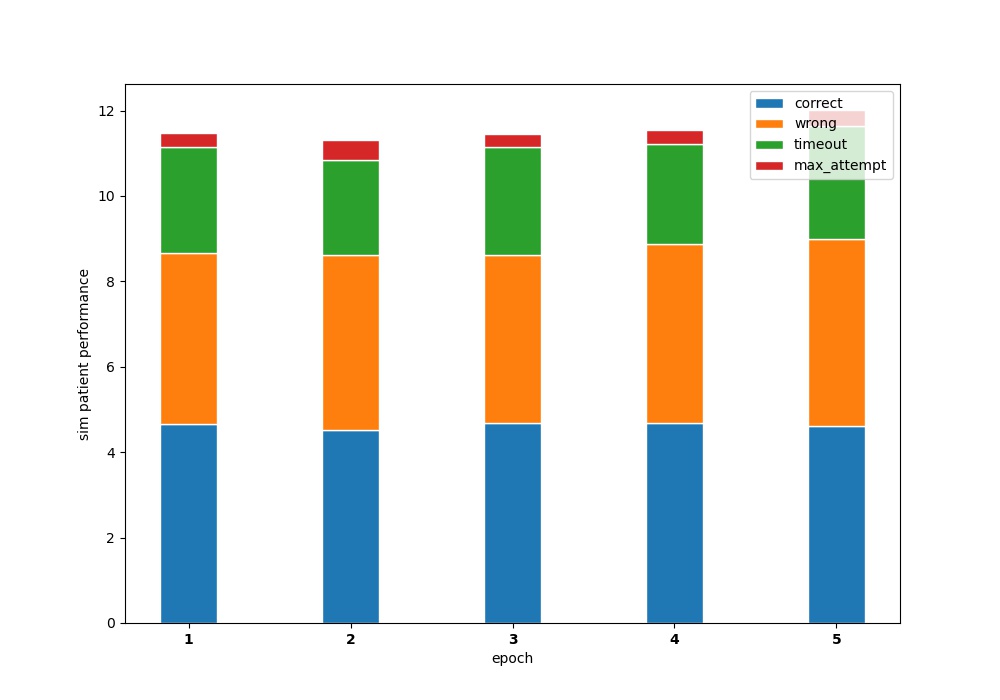 correct
wrong
timeout
max_attempt
12
10
8
6
4
2
0
sim patient performance
1 2 3 4 5
epoch